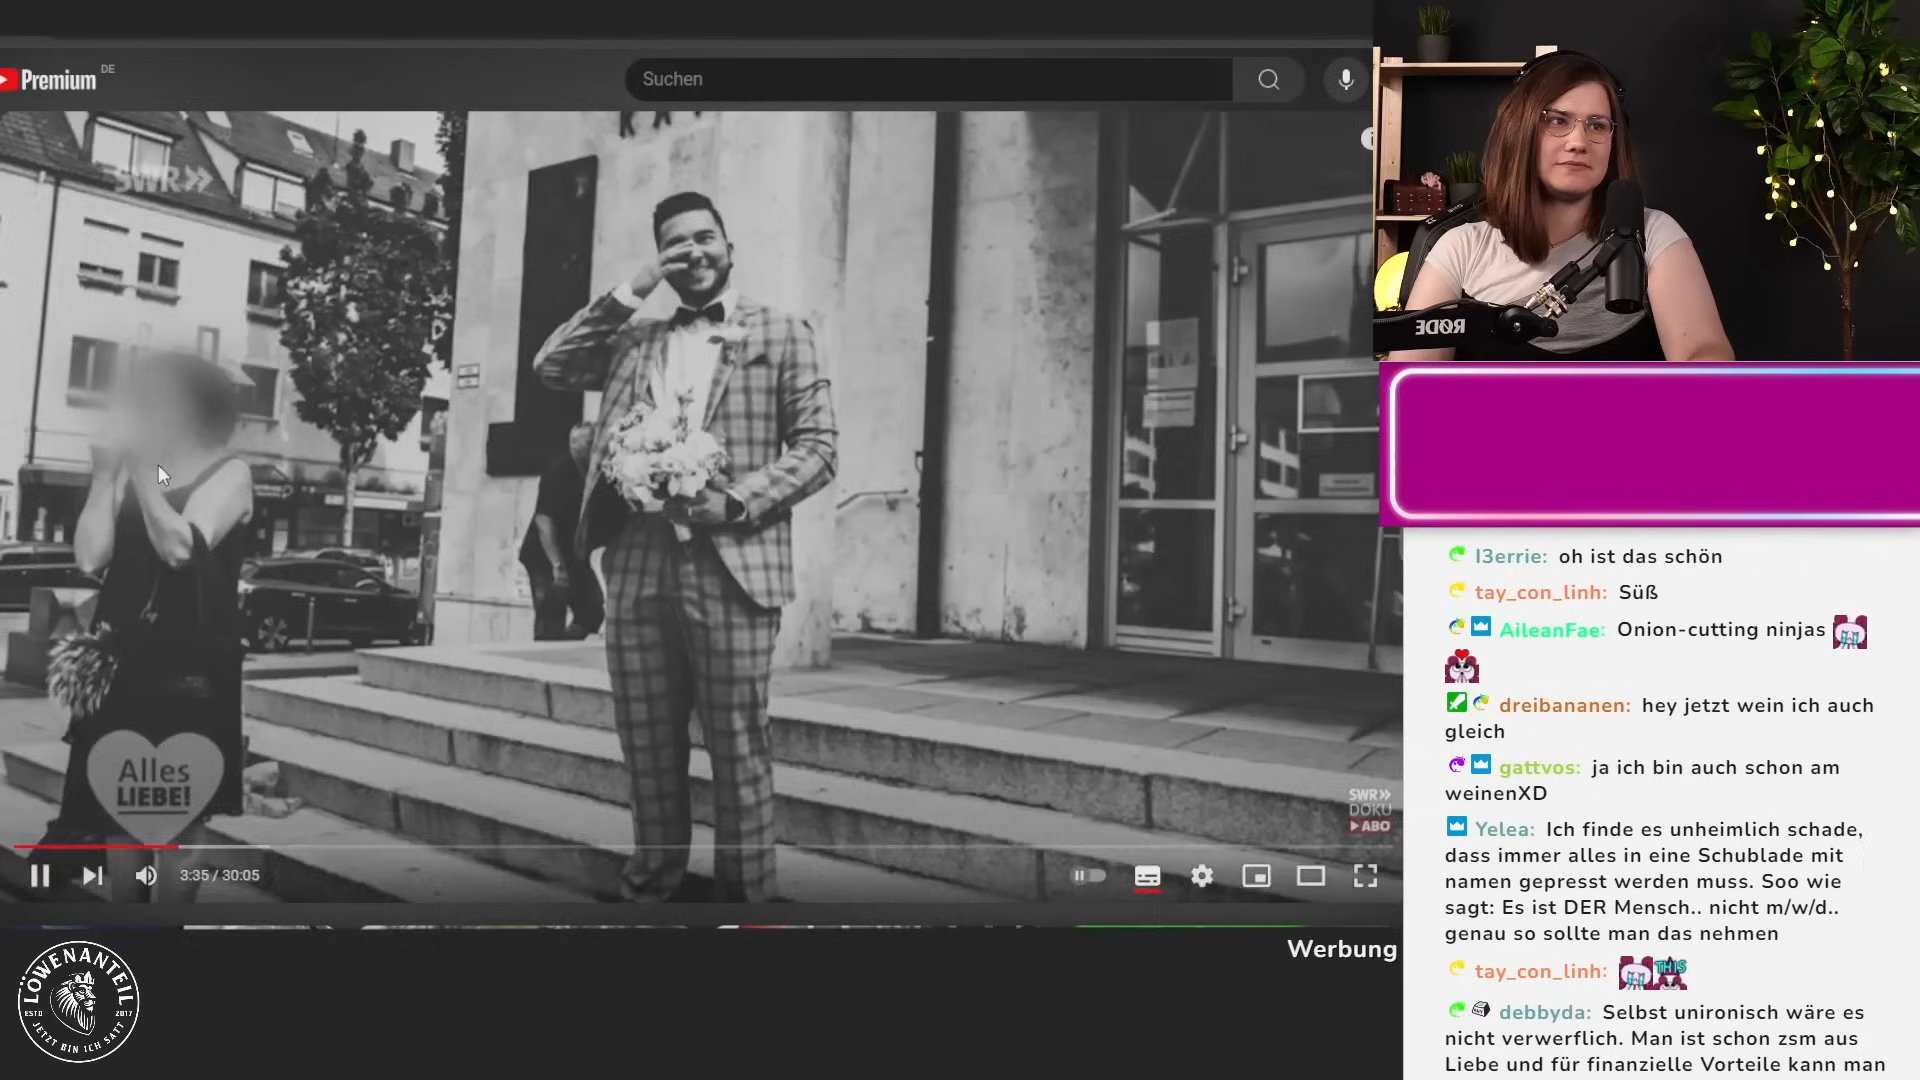 Premium DE
Suchen
SWR»
Alles
LIEBE!
SWR»
DOKU
ABO
3:35 / 30:05
RØDE
Werbung
LÖWENANTEIL
ESTD 2017
JETZT BIN ICH SATT
l3errie: oh ist das schön
tay_con_linh: Süß
AileanFae: Onion-cutting ninjas
dreibananen: hey jetzt wein ich auch
gleich
gattvos: ja ich bin auch schon am
weinenXD
Yelea: Ich finde es unheimlich schade,
dass immer alles in eine Schublade mit
namen gepresst werden muss. Soo wie
sagt: Es ist DER Mensch.. nicht m/w/d..
genau so sollte man das nehmen
tay_con_linh: THIS
debbyda: Selbst unironisch wäre es
nicht verwerflich. Man ist schon zsm aus
Liebe und für finanzielle Vorteile kann man